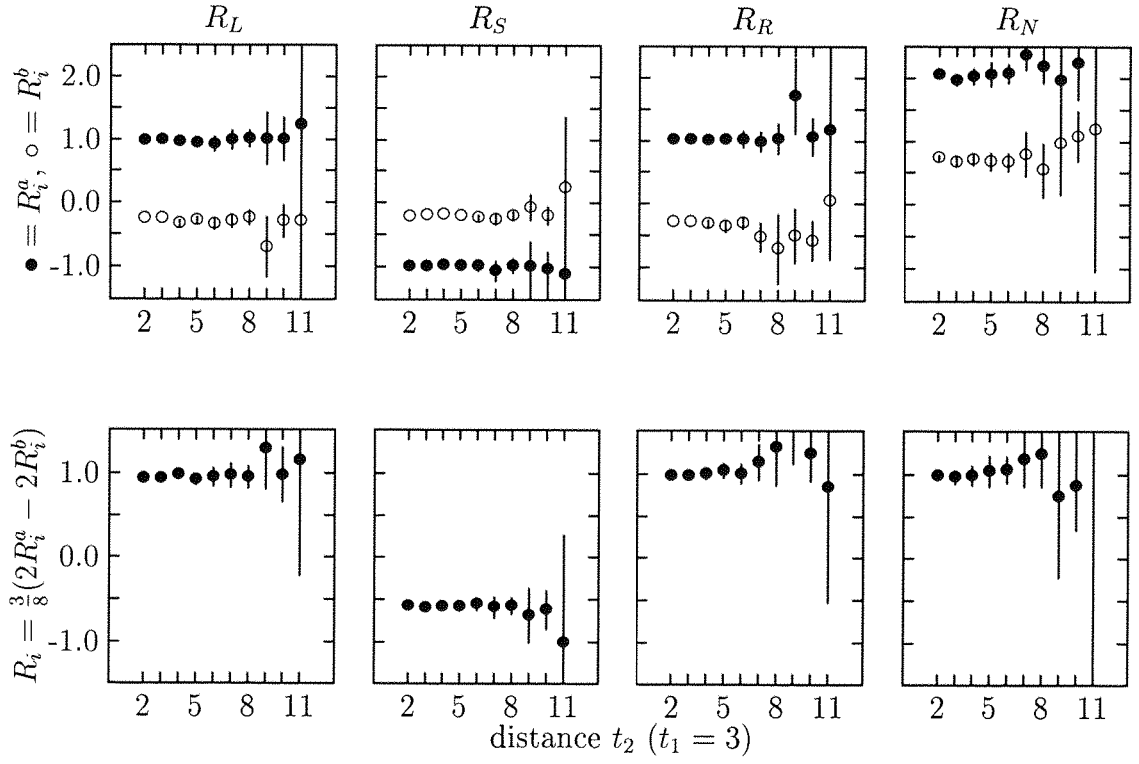 R_L R_S R_R R_N
● = R_i^a, ○ = R_i^b
2.0
1.0
0.0
-1.0
2 5 8 11 2 5 8 11 2 5 8 11 2 5 8 11
R_i = 3/8(2R_i^a − 2R_i^b)
1.0
0.0
-1.0
2 5 8 11 2 5 8 11 2 5 8 11 2 5 8 11
distance t_2 (t_1 = 3)